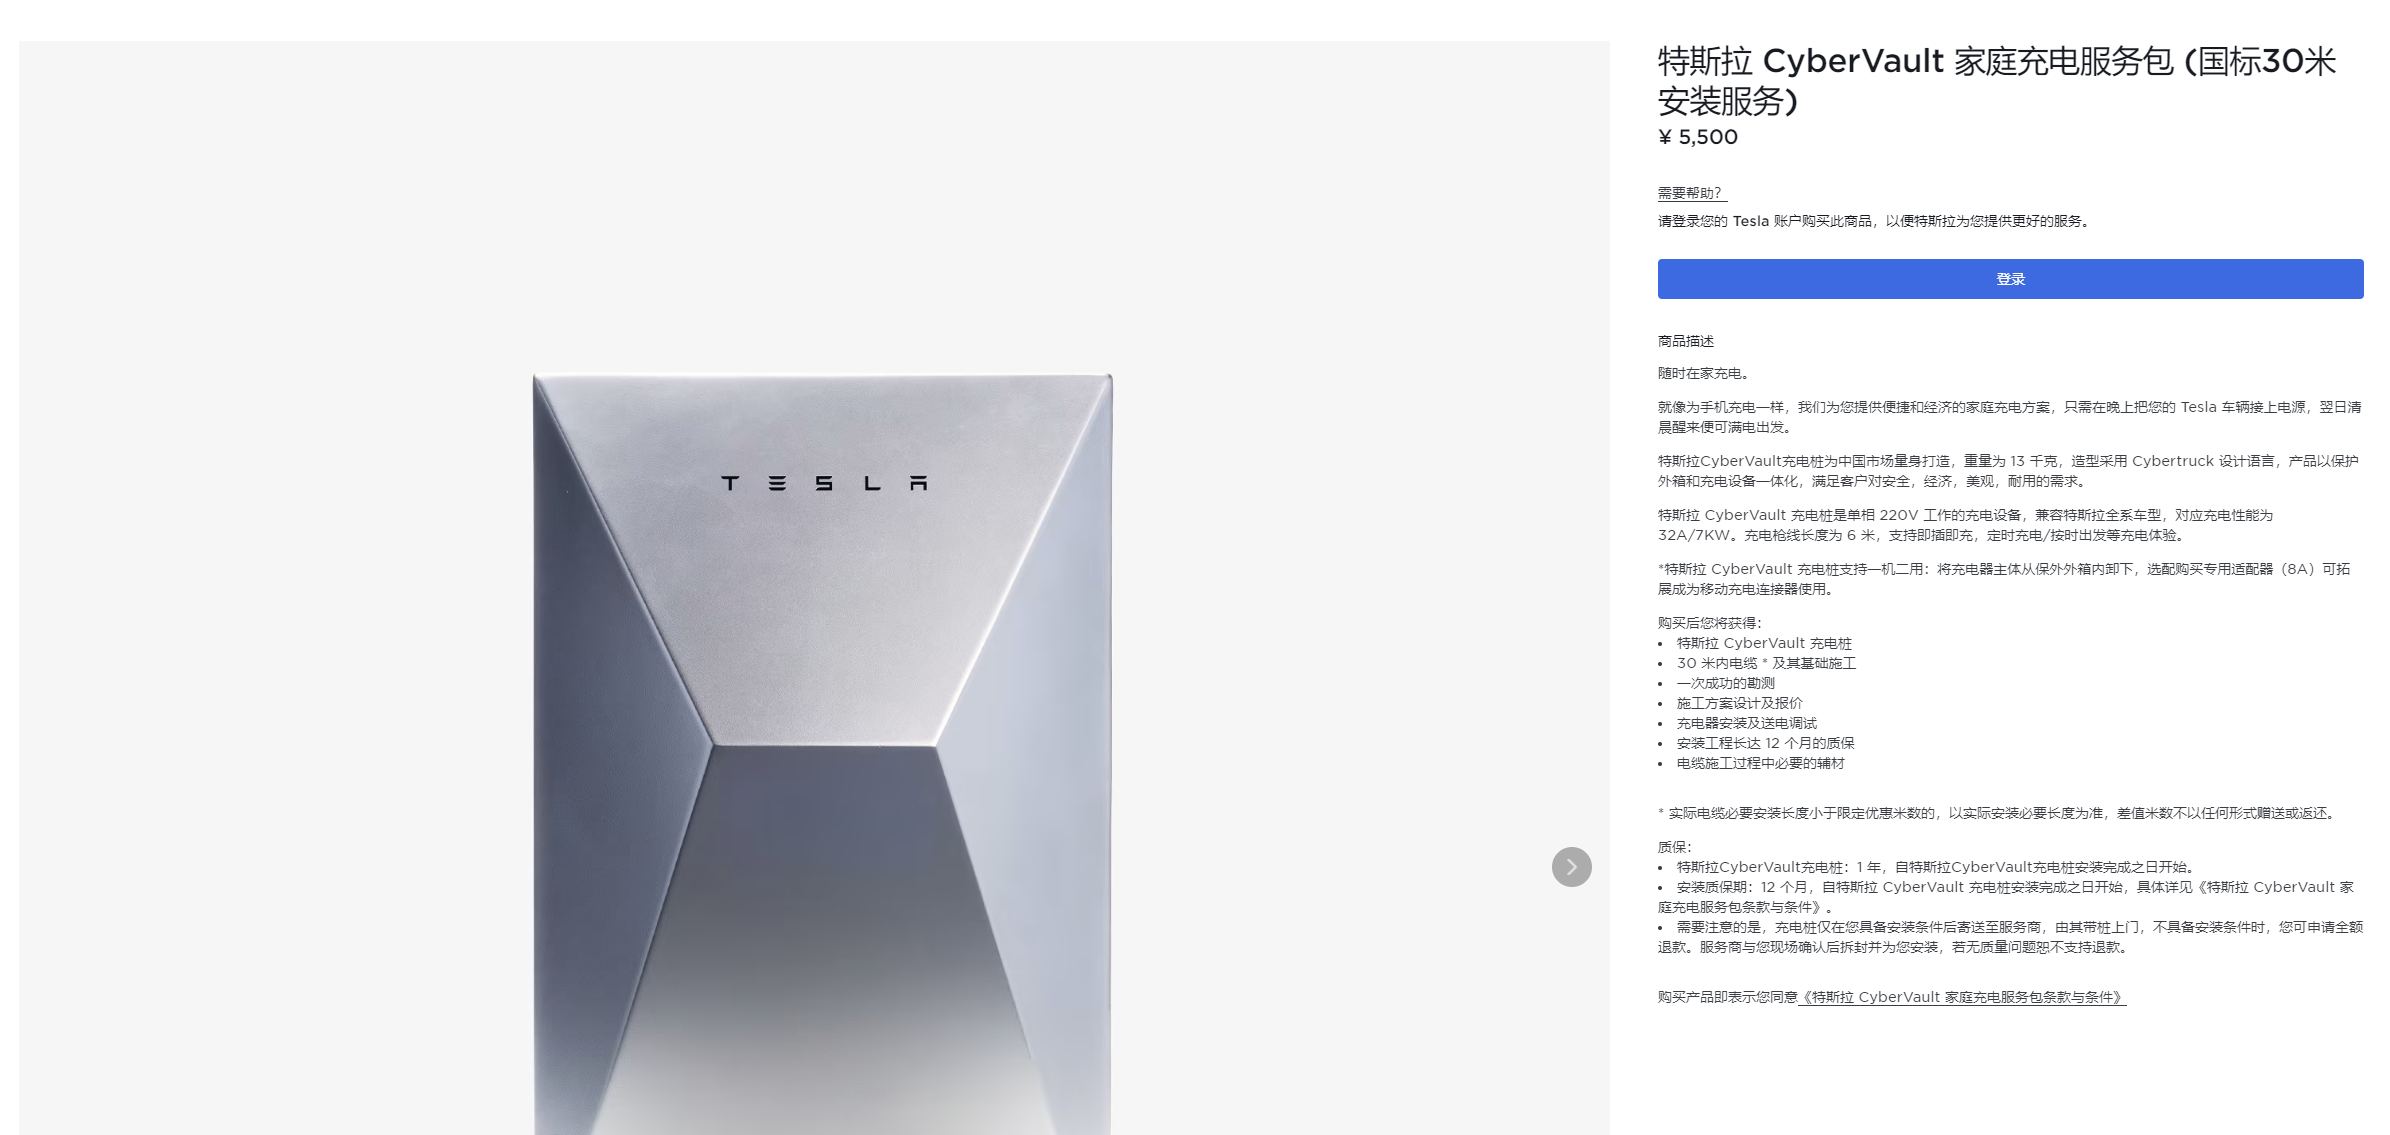 TESLA
特斯拉 CyberVault 家庭充电服务包 (国标30米
安装服务)
¥ 5,500
需要帮助？
请登录您的 Tesla 账户购买此商品，以便特斯拉为您提供更好的服务。
登录
商品描述
随时在家充电。
就像为手机充电一样，我们为您提供便捷和经济的家庭充电方案，只需在晚上把您的 Tesla 车辆接上电源，翌日清
晨醒来便可满电出发。
特斯拉CyberVault充电桩为中国市场量身打造，重量为 13 千克，造型采用 Cybertruck 设计语言，产品以保护
外箱和充电设备一体化，满足客户对安全，经济，美观，耐用的需求。
特斯拉 CyberVault 充电桩是单相 220V 工作的充电设备，兼容特斯拉全系车型，对应充电性能为
32A/7KW。充电枪线长度为 6 米，支持即插即充，定时充电/按时出发等充电体验。
*特斯拉 CyberVault 充电桩支持一机二用：将充电器主体从保外外箱内卸下，选配购买专用适配器（8A）可拓
展成为移动充电连接器使用。
购买后您将获得：
• 特斯拉 CyberVault 充电桩
• 30 米内电缆 * 及其基础施工
• 一次成功的勘测
• 施工方案设计及报价
• 充电器安装及送电调试
• 安装工程长达 12 个月的质保
• 电缆施工过程中必要的辅材
* 实际电缆必要安装长度小于限定优惠米数的，以实际安装必要长度为准，差值米数不以任何形式赠送或返还。
质保：
• 特斯拉CyberVault充电桩：1 年，自特斯拉CyberVault充电桩安装完成之日开始。
• 安装质保期：12 个月，自特斯拉 CyberVault 充电桩安装完成之日开始，具体详见《特斯拉 CyberVault 家
庭充电服务包条款与条件》。
• 需要注意的是，充电桩仅在您具备安装条件后寄送至服务商，由其带桩上门，不具备安装条件时，您可申请全额
退款。服务商与您现场确认后拆封并为您安装，若无质量问题恕不支持退款。
购买产品即表示您同意《特斯拉 CyberVault 家庭充电服务包条款与条件》